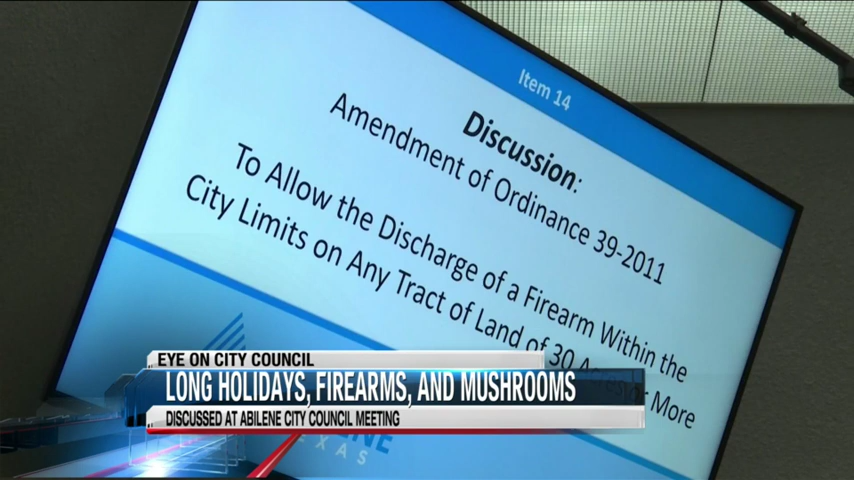 Item 14
Discussion:
Amendment of Ordinance 39-2011
To Allow the Discharge of a Firearm Within the
City Limits on Any Tract of Land of 30 More
EYE ON CITY COUNCIL
LONG HOLIDAYS, FIREARMS, AND MUSHROOMS
DISCUSSED AT ABILENE CITY COUNCIL MEETING